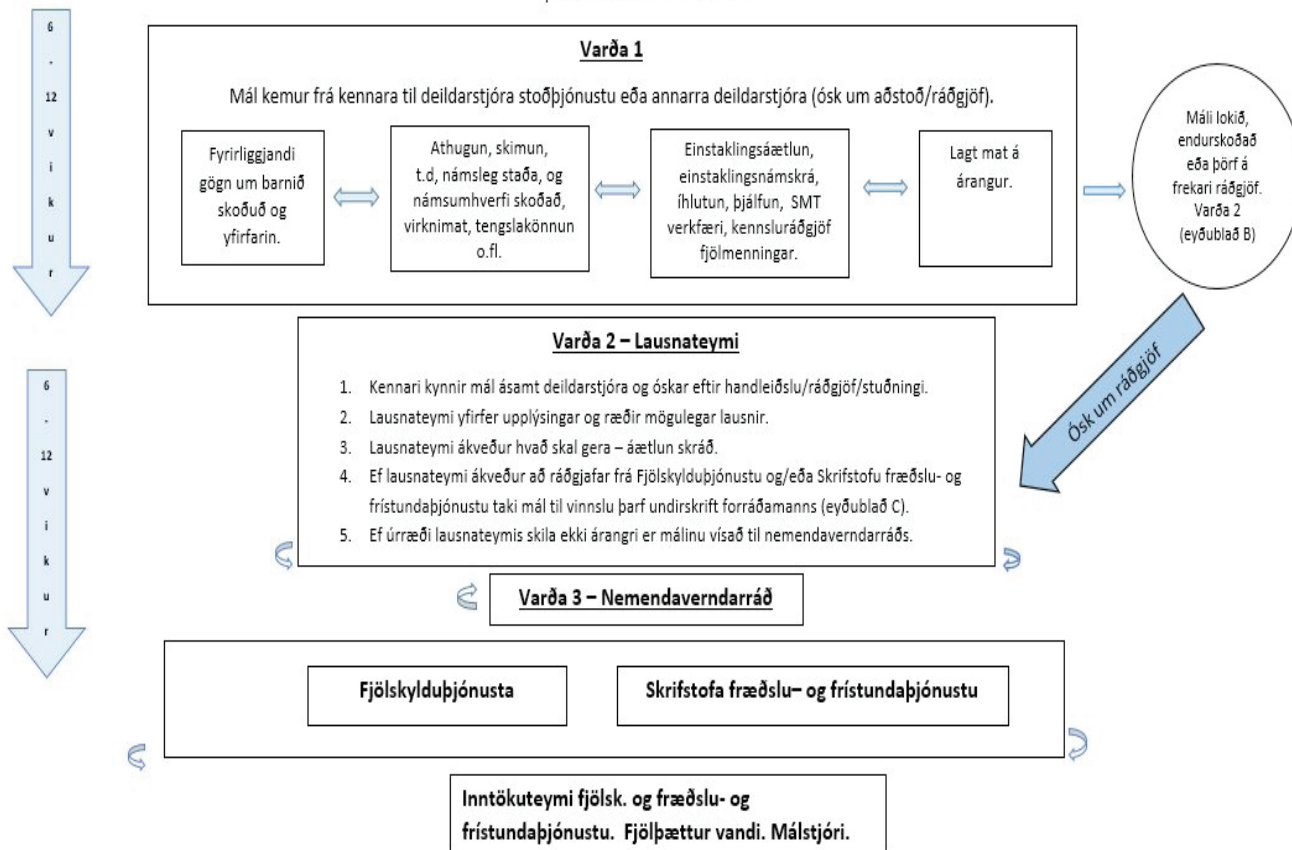 6
-
12
v
i
k
u
r
Varða 1
Mál kemur frá kennara til deildarstjóra stoðþjónustu eða annarra deildarstjóra (ósk um aðstoð/ráðgjöf).
Fyrirliggjandi
gögn um barnið
skoðuð og
yfirfarin.
Athugun, skimun,
t.d, námsleg staða, og
námsumhverfi skoðað,
virknimat, tengslakönnun
o.fl.
Einstaklingsáætlun,
einstaklingsnámskrá,
íhlutun, þjálfun, SMT
verkfæri, kennsluráðgjöf
fjölmenningar.
Lagt mat á
árangur.
Máli lokið,
endurskoðað
eða þörf á
frekari ráðgjöf.
Varða 2
(eyðublað B)
Ósk um ráðgjöf
6
-
12
v
i
k
u
r
Varða 2 – Lausnateymi
1. Kennari kynnir mál ásamt deildarstjóra og óskar eftir handleiðslu/ráðgjöf/stuðningi.
2. Lausnateymi yfirfer upplýsingar og ræðir mögulegar lausnir.
3. Lausnateymi ákveður hvað skal gera – áætlun skráð.
4. Ef lausnateymi ákveður að ráðgjafar frá Fjölskylduþjónustu og/eða Skrifstofu fræðslu- og
frístundaþjónustu taki mál til vinnslu þarf undirskrift forráðamanns (eyðublað C).
5. Ef úrræði lausnateymis skila ekki árangri er málinu vísað til nemendaverndarráðs.
Varða 3 – Nemendaverndarráð
Fjölskylduþjónusta
Skrifstofa fræðslu– og frístundaþjónustu
Inntökuteymi fjölsk. og fræðslu- og
frístundaþjónustu. Fjölþættur vandi. Málstjóri.